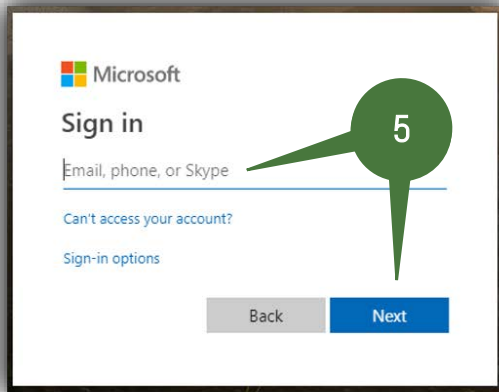 Microsoft
Sign in
5
Email, phone, or Skype
Can't access your account?
Sign-in options
Back Next